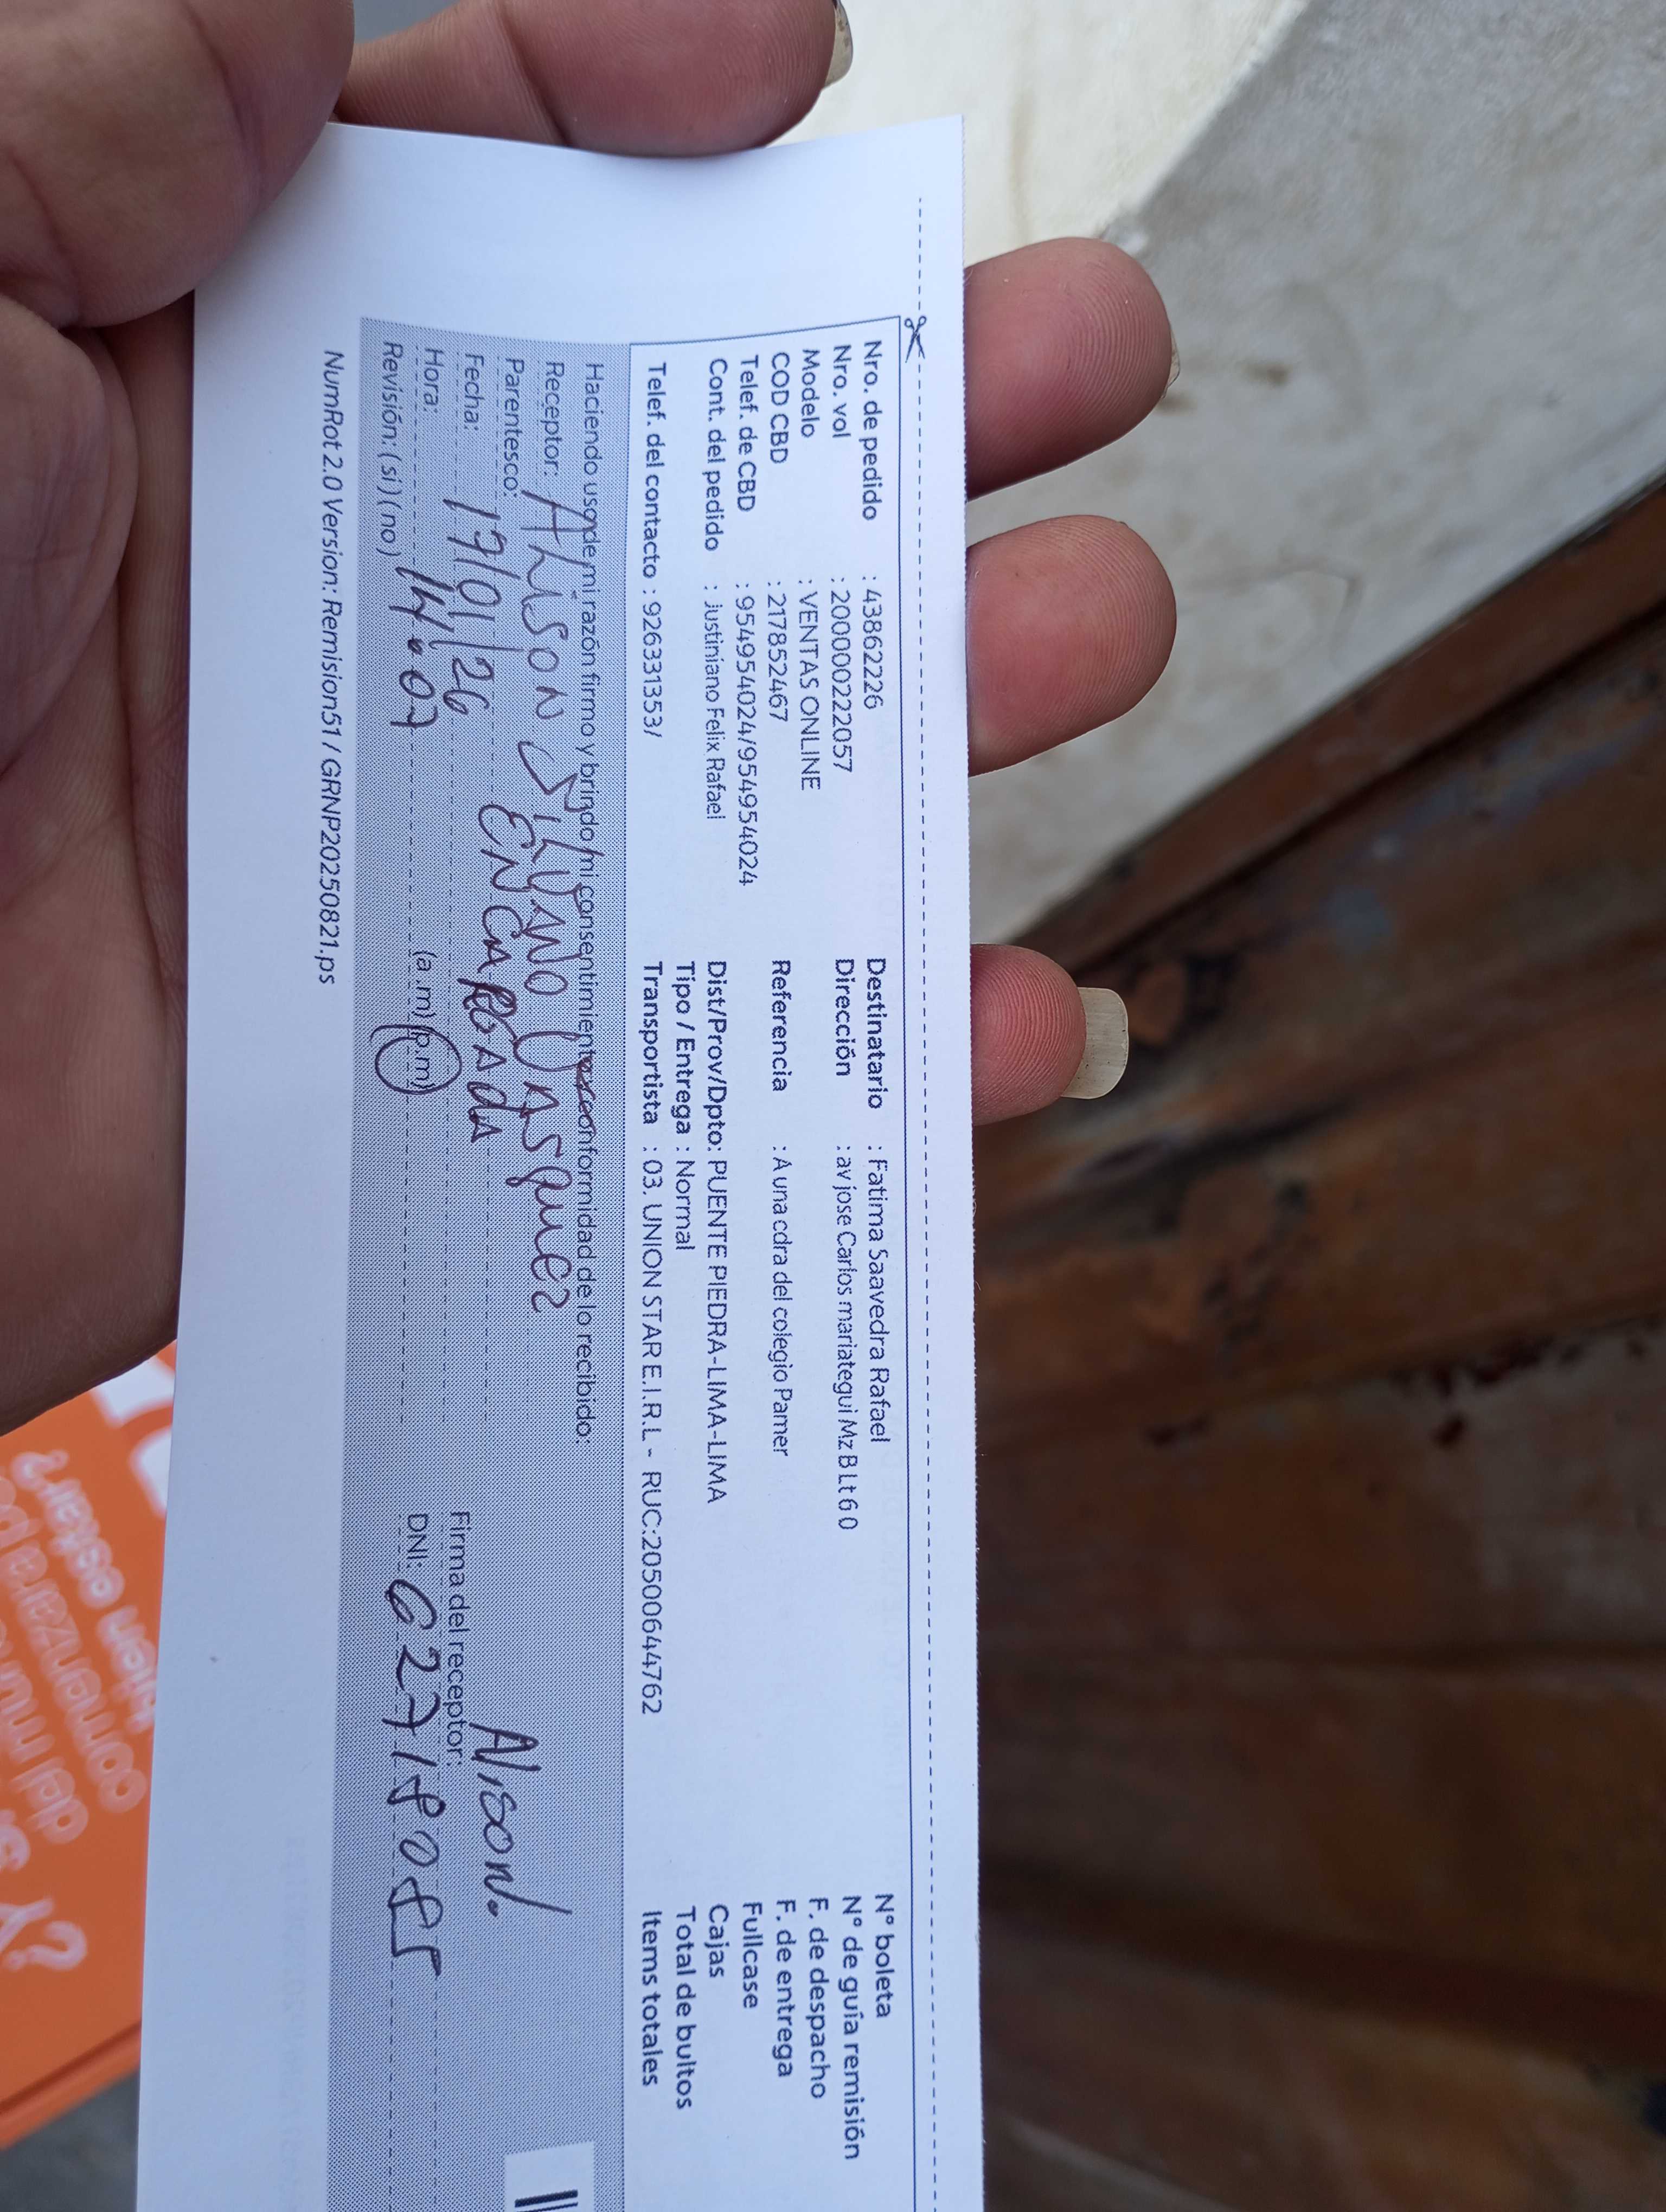 Nro. de pedido : 43862226
Nro. vol : 2000002222057
Modelo : VENTAS ONLINE
COD CBD : 217852467
Telef. de CBD : 954954024/954954024
Cont. del pedido : Justiniano Felix Rafael
Telef. del contacto : 926331353/
Destinatario : Fatima Saavedra Rafael
Dirección : av jose Carlos mariategui Mz B Lt 6 0
Referencia : A una cdra del colegio Pamer
Dist/Prov/Dpto: PUENTE PIEDRA-LIMA-LIMA
Tipo / Entrega : Normal
Transportista : 03. UNION STAR E.I.R.L - RUC:20500644762
N° boleta
N° de guía remisión
F. de despacho
F. de entrega
Fullcase
Cajas
Total de bultos
Items totales
Haciendo uso de mi razón firmo y brindo mi consentimiento conformidad de lo recibido:
Receptor: Alison Silvano Vasquez
Parentesco: ENCARGADA
Fecha: 17/01/26
Hora: 14:07 (a.m) (p.m)
Revisión: ( si ) ( no )
Firma del receptor: Alison
DNI: 62718085
NumRot 2.0 Version: Remision51 / GRNP20250821.ps
bien estar?
comenzar a
del
Y?